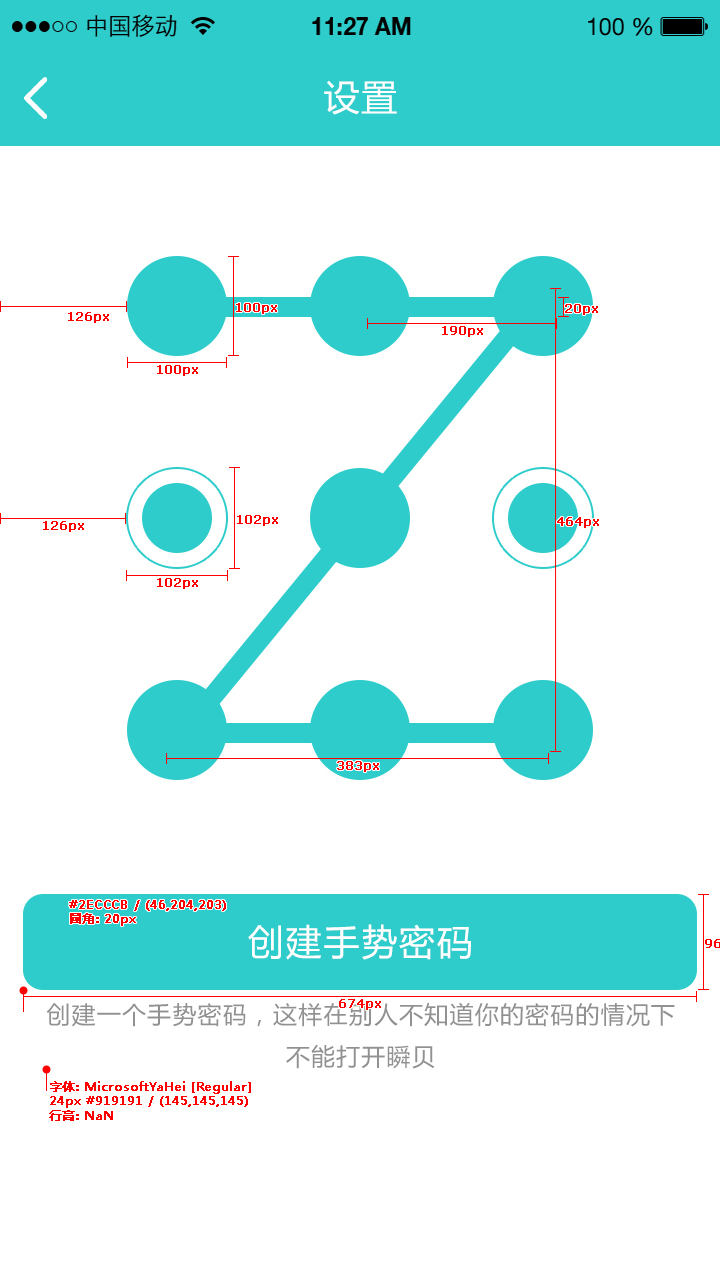 中国移动 11:27 AM 100 %
设置
126px
100px
100px
190px
20px
126px
102px
102px
464px
383px
#2ECCCB / (46,204,203)
圆角: 20px
创建手势密码
96
674px
创建一个手势密码，这样在别人不知道你的密码的情况下
不能打开瞬贝
字体: MicrosoftYaHei [Regular]
24px #919191 / (145,145,145)
行高: NaN